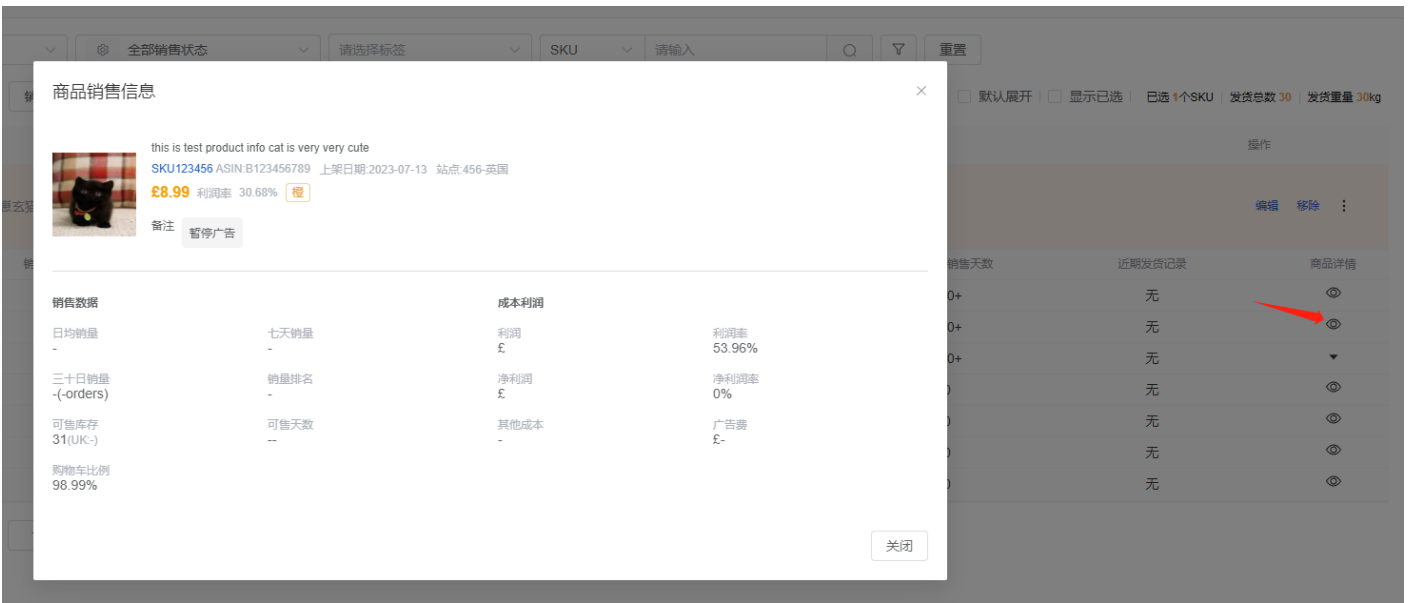 全部销售状态 请选择标签 SKU 请输入 重置
商品销售信息
默认展开 显示已选 已选 1个SKU 发货总数 30 发货重量 30kg
操作
this is test product info cat is very very cute
SKU123456 ASIN:B123456789 上架日期:2023-07-13 站点:456-英国
£8.99 利润率 30.68% 橙
编辑 移除
备注 暂停广告
销售天数 近期发货记录 商品详情
销售数据 成本利润
0+ 无
0+ 无
日均销量 七天销量 利润 利润率
- - £ 53.96%
0+ 无
三十日销量 销量排名 净利润 净利润率
-(-orders) - £ 0%
无
可售库存 可售天数 其他成本 广告费
31(UK:-) -- - £-
无
无
购物车比例
98.99%
无
关闭